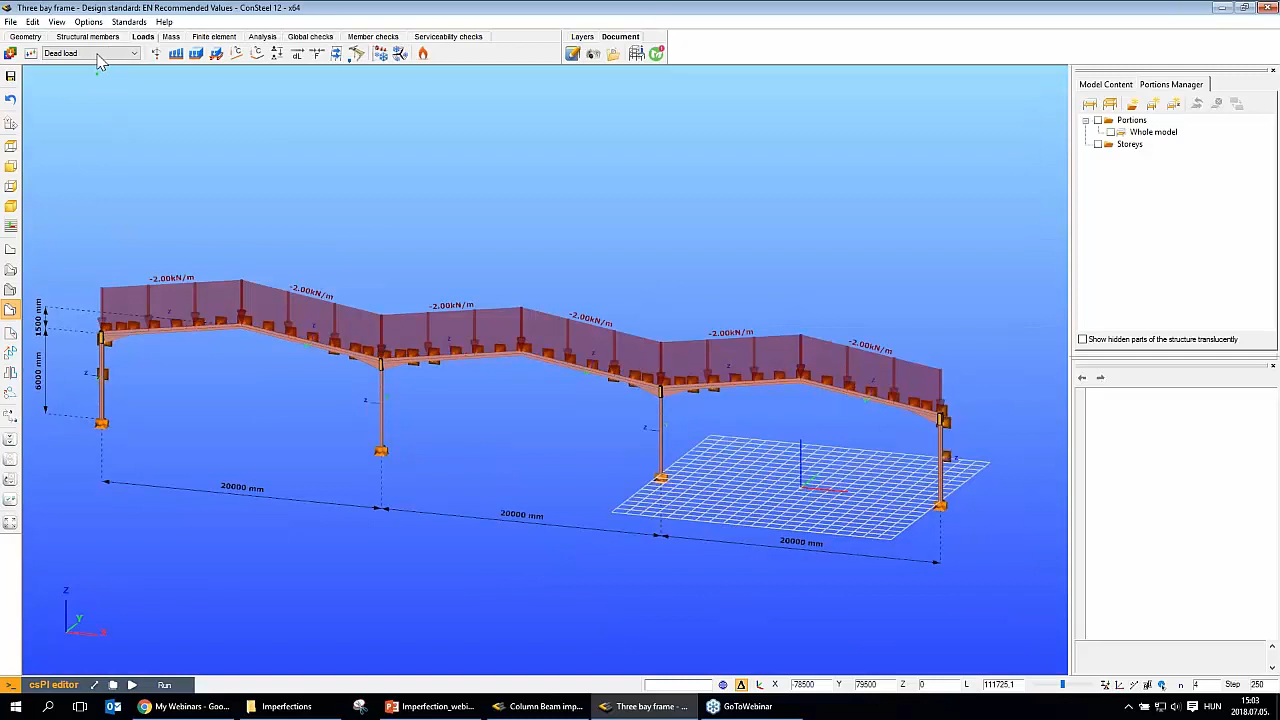 Three bay frame - Design standard: EN Recommended Values - ConSteel 12 - x64
File Edit View Options Standards Help
Geometry Structural members Loads Mass Finite element Analysis Global checks Member checks Serviceability checks Layers Document
Dead load dL F
Model Content Portions Manager
Portions
Whole model
Storeys
Show hidden parts of the structure translucently
-2.00kN/m
-2.00kN/m
-2.00kN/m
-2.00kN/m
-2.00kN/m
-2.00kN/m
1500 mm
6000 mm
z
z
z
z
z
z
z
z
z
z
20000 mm
20000 mm
20000 mm
Z
Y
X
>_ csPI editor Run
X -78500 Y 79500 Z 0 L 111725,1 n 4 Step 250
My Webinars - Goo... Imperfections Imperfection_webi... Column Beam imp... Three bay frame - ... GoToWebinar HUN 15:03
2018.07.05.